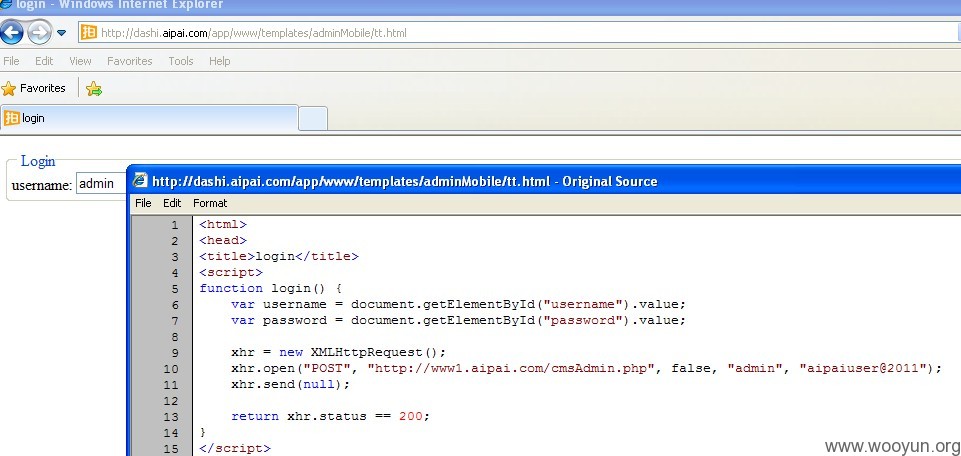 login - Windows Internet Explorer
http://dashi.aipai.com/app/www/templates/adminMobile/tt.html
File Edit View Favorites Tools Help
Favorites
拍 login
Login
username: admin
http://dashi.aipai.com/app/www/templates/adminMobile/tt.html - Original Source
File Edit Format
1 <html>
2 <head>
3 <title>login</title>
4 <script>
5 function login() {
6 var username = document.getElementById("username").value;
7 var password = document.getElementById("password").value;
8
9 xhr = new XMLHttpRequest();
10 xhr.open("POST", "http://www1.aipai.com/cmsAdmin.php", false, "admin", "aipaiuser@2011");
11 xhr.send(null);
12
13 return xhr.status == 200;
14 }
15 </script>
www.wooyun.org